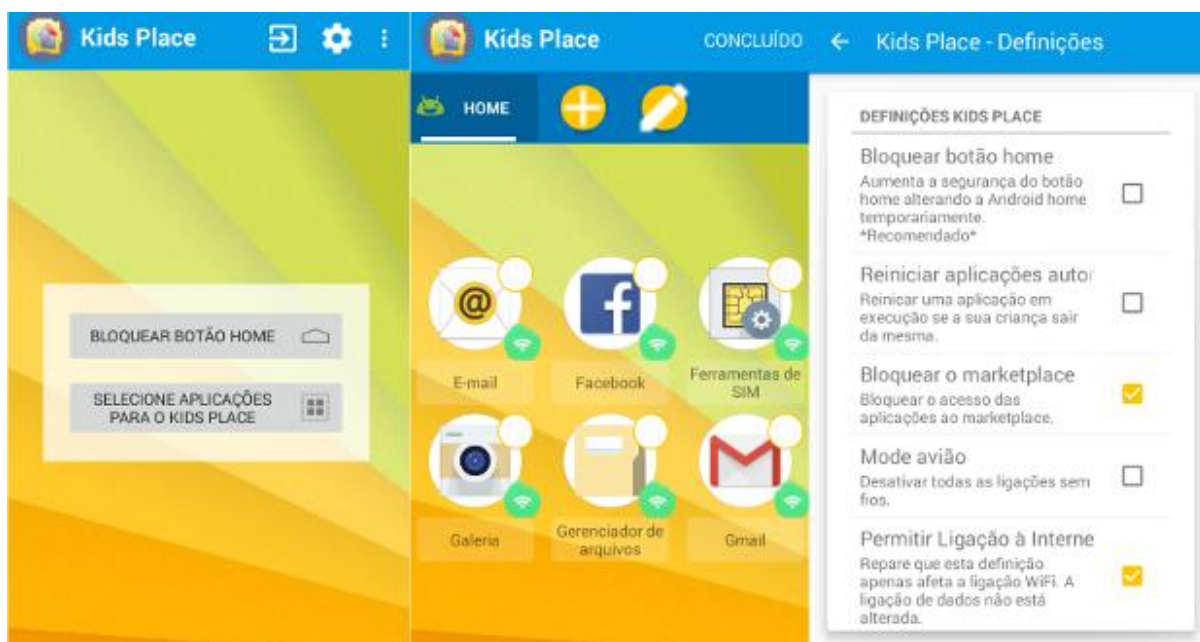 Kids Place
BLOQUEAR BOTÃO HOME
SELECIONE APLICAÇÕES
PARA O KIDS PLACE
Kids Place
CONCLUÍDO
HOME
E-mail
Facebook
Ferramentas de
SIM
Galeria
Gerenciador de
arquivos
Gmail
Kids Place - Definições
DEFINIÇÕES KIDS PLACE
Bloquear botão home
Aumenta a segurança do botão
home alterando a Android home
temporariamente.
*Recomendado*
Reiniciar aplicações auto
Reinicar uma aplicação em
execução se a sua criança sair
da mesma.
Bloquear o marketplace
Bloquear o acesso das
aplicações ao marketplace.
Mode avião
Desativar todas as ligações sem
fios.
Permitir Ligação à Interne
Repare que esta definição
apenas afeta a ligação WiFi. A
ligação de dados não está
alterada.